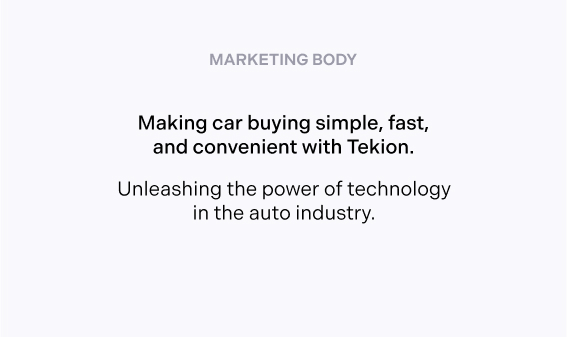 MARKETING BODY
Making car buying simple, fast,
and convenient with Tekion.
Unleashing the power of technology
in the auto industry.